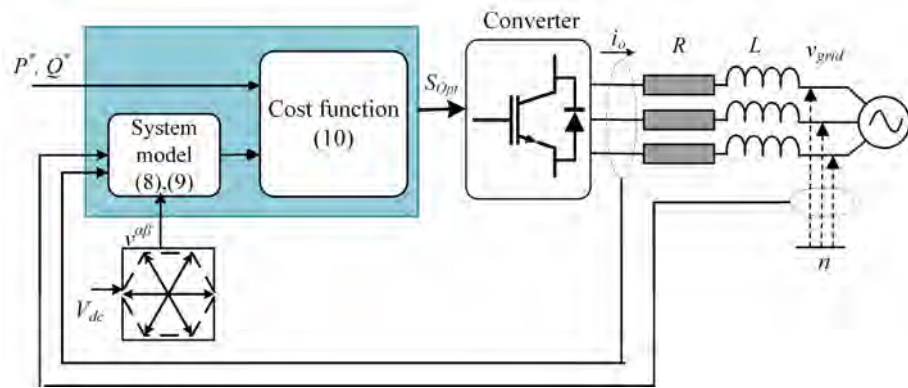 Converter
P*, Q*
Cost function
(10)
System
model
(8),(9)
S_Opt
i_o
R
L
v_grid
v^αβ
V_dc
n